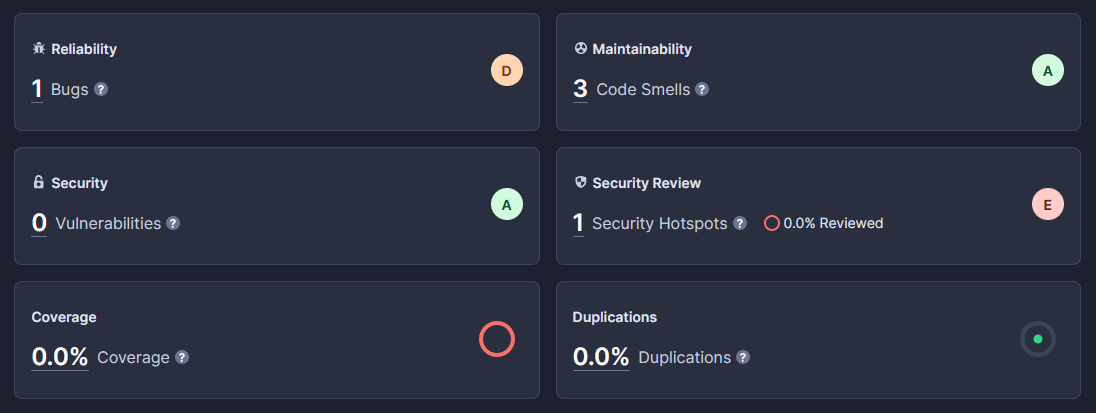 Reliability
1 Bugs ?
D
Maintainability
3 Code Smells ?
A
Security
0 Vulnerabilities ?
A
Security Review
1 Security Hotspots ? 0.0% Reviewed
E
Coverage
0.0% Coverage ?
Duplications
0.0% Duplications ?